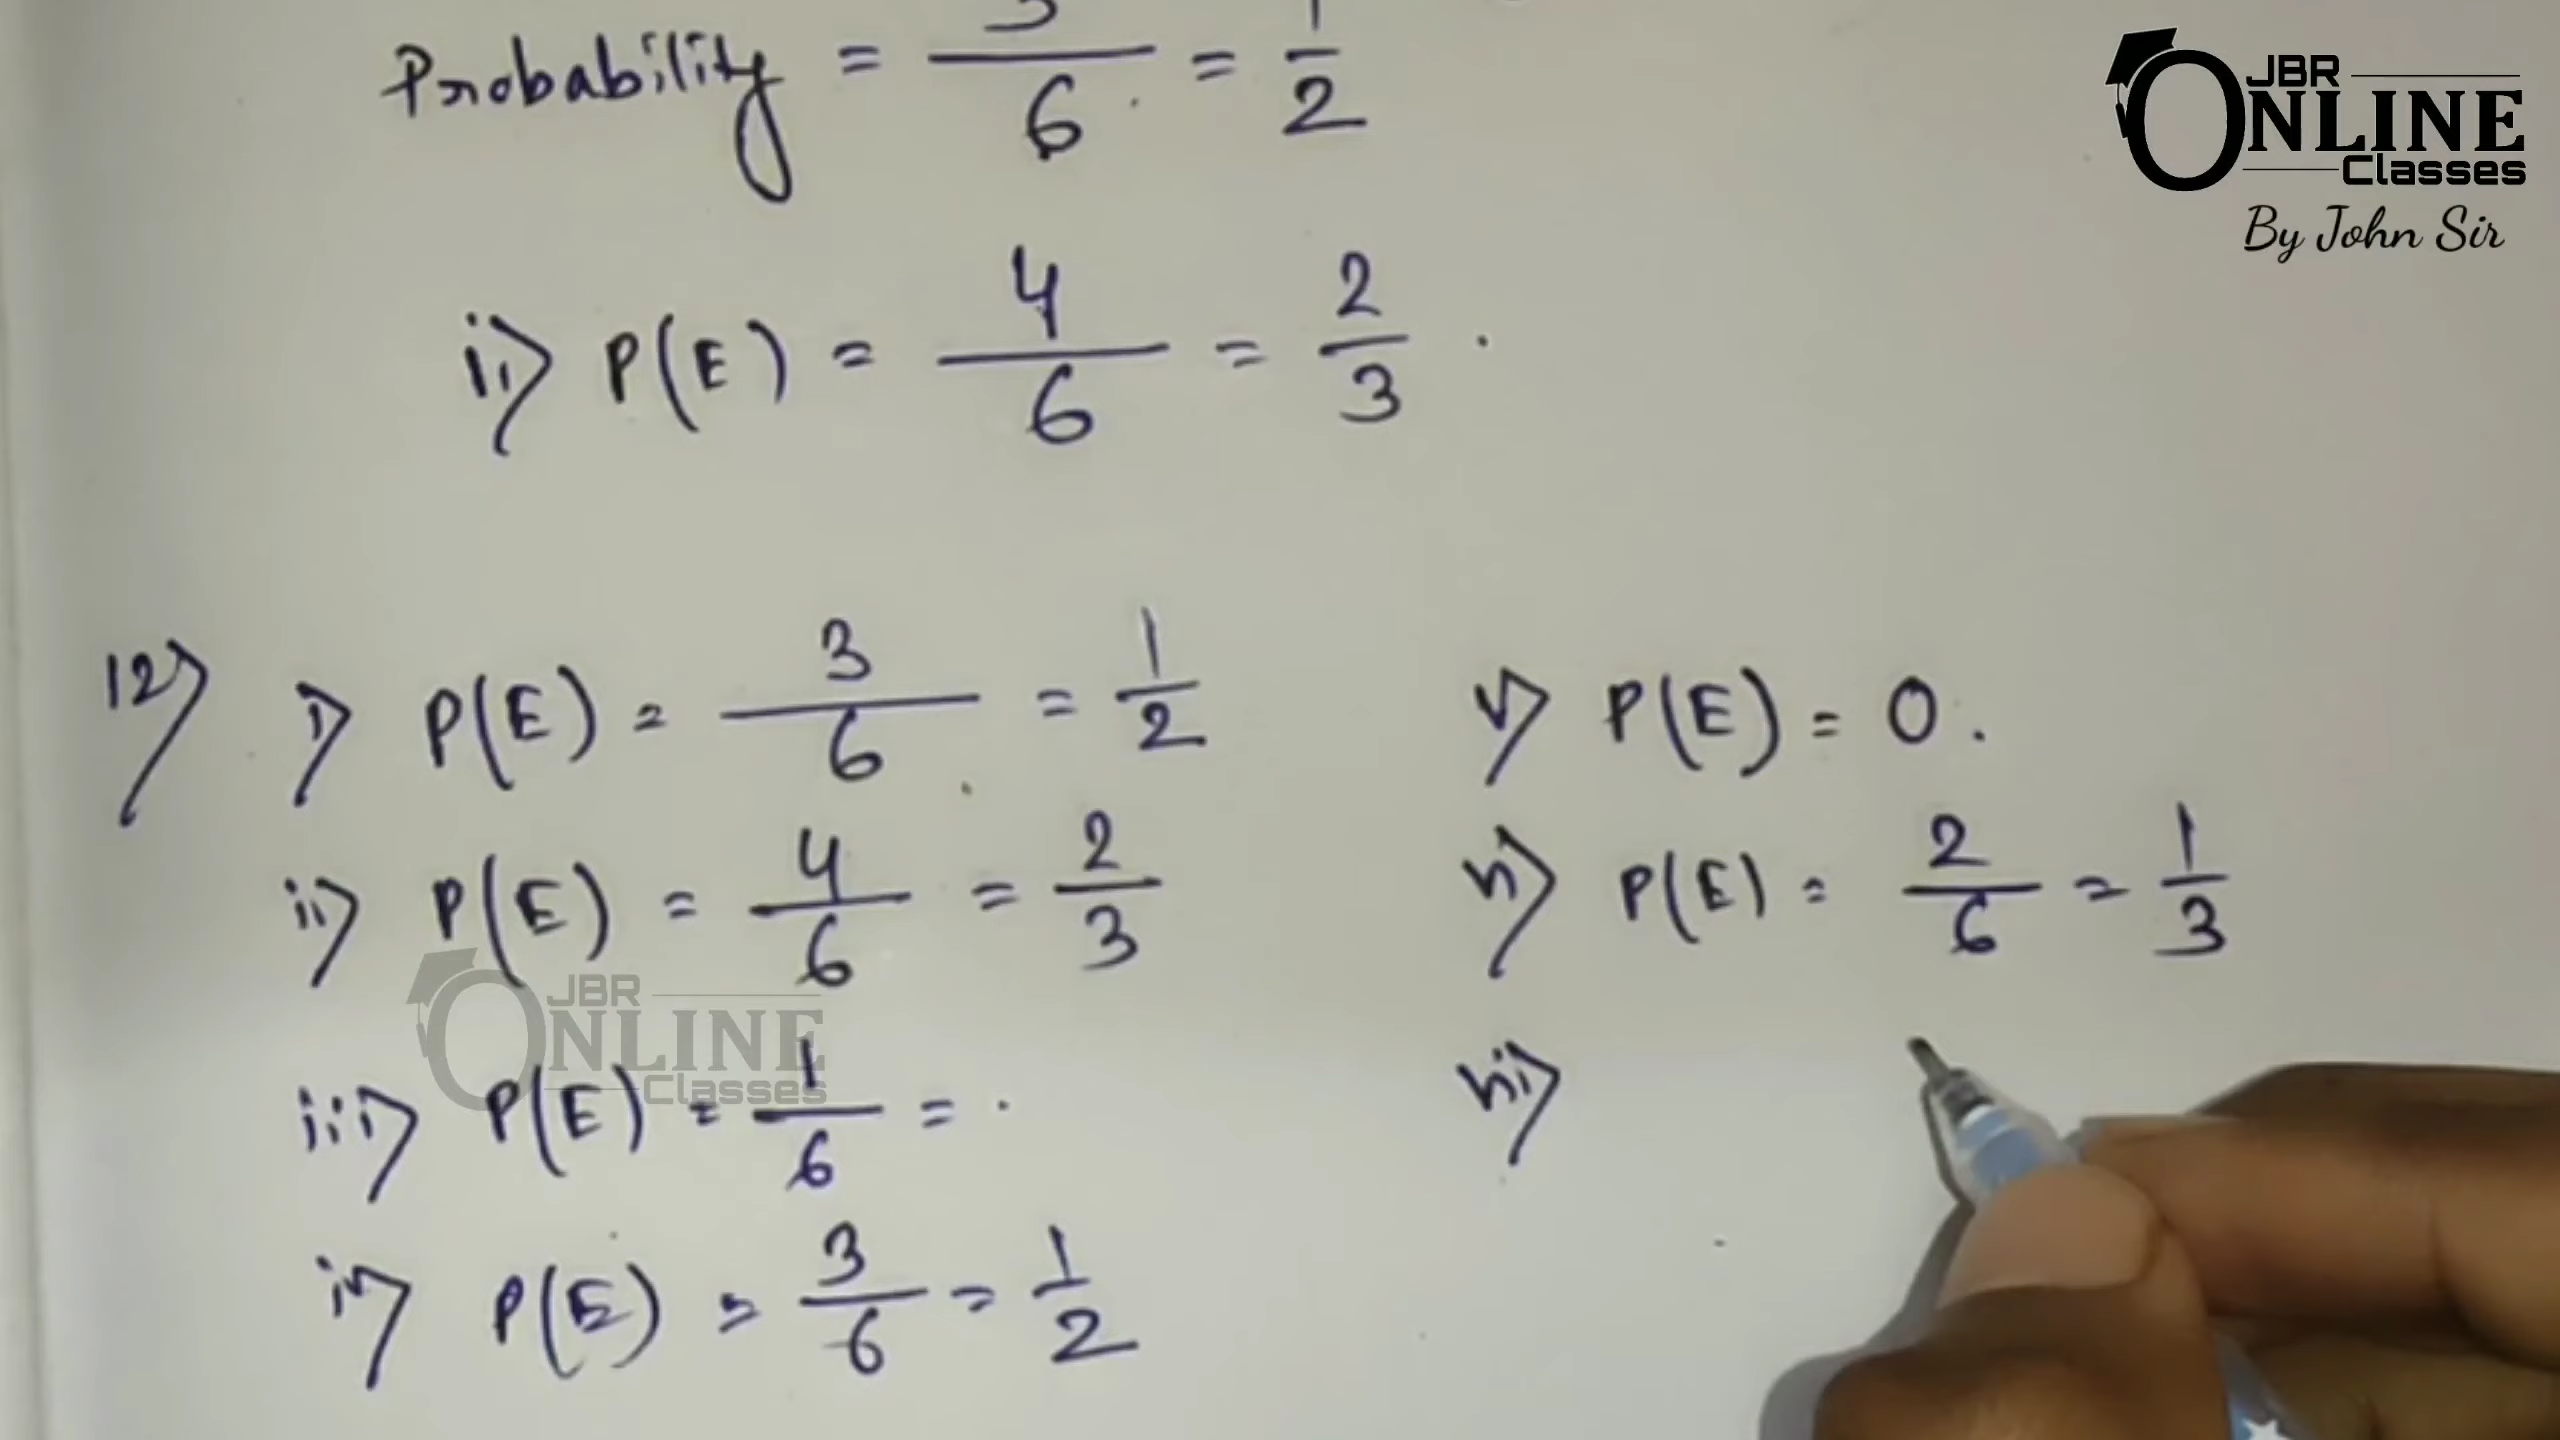 Probability = 3/6 = 1/2
ii) P(E) = 4/6 = 2/3 .
12) i) P(E) = 3/6 = 1/2
ii) P(E) = 4/6 = 2/3
iii) P(E) = 1/6 = .
iv) P(E) = 3/6 = 1/2
v) P(E) = 0 .
vi) P(E) = 2/6 = 1/3
vii)
JBR
ONLINE
Classes
By John Sir
JBR
ONLINE
Classes